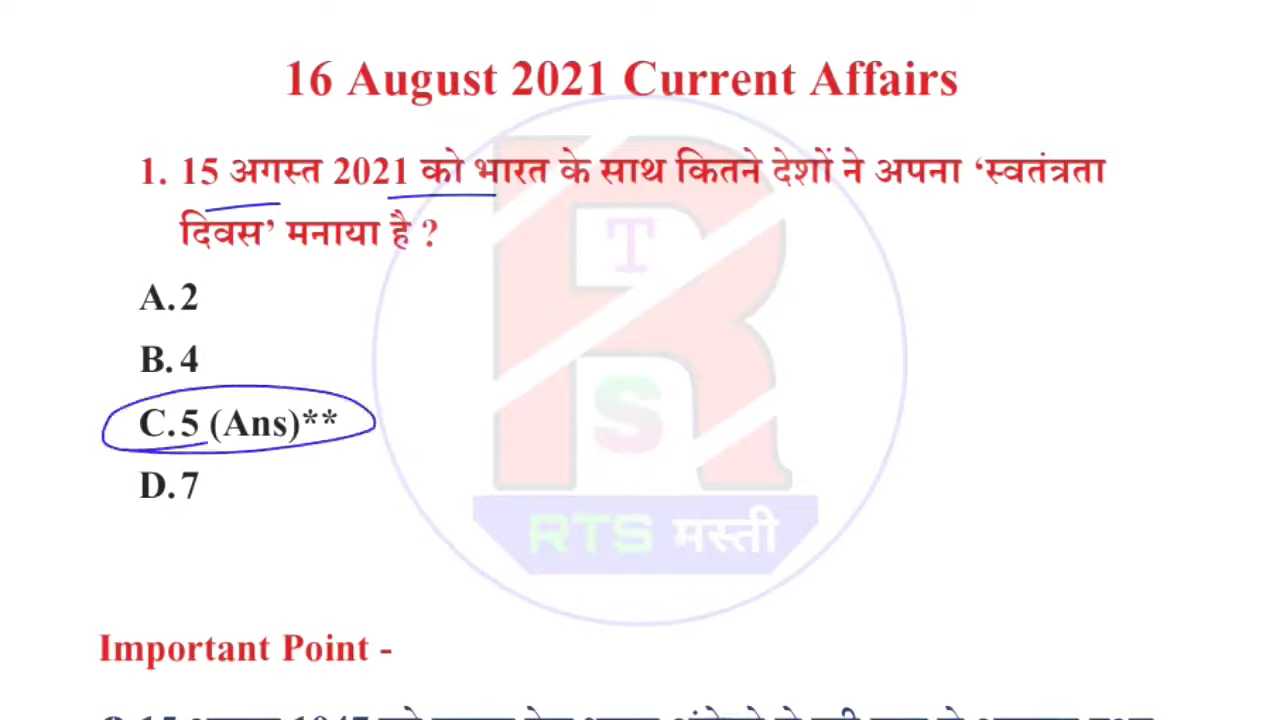 16 August 2021 Current Affairs
1. 15 अगस्त 2021 को भारत के साथ कितने देशों ने अपना ‘स्वतंत्रता
दिवस’ मनाया है ?
A. 2
B. 4
C. 5 (Ans)**
D. 7
T
S
RTS मस्ती
Important Point -